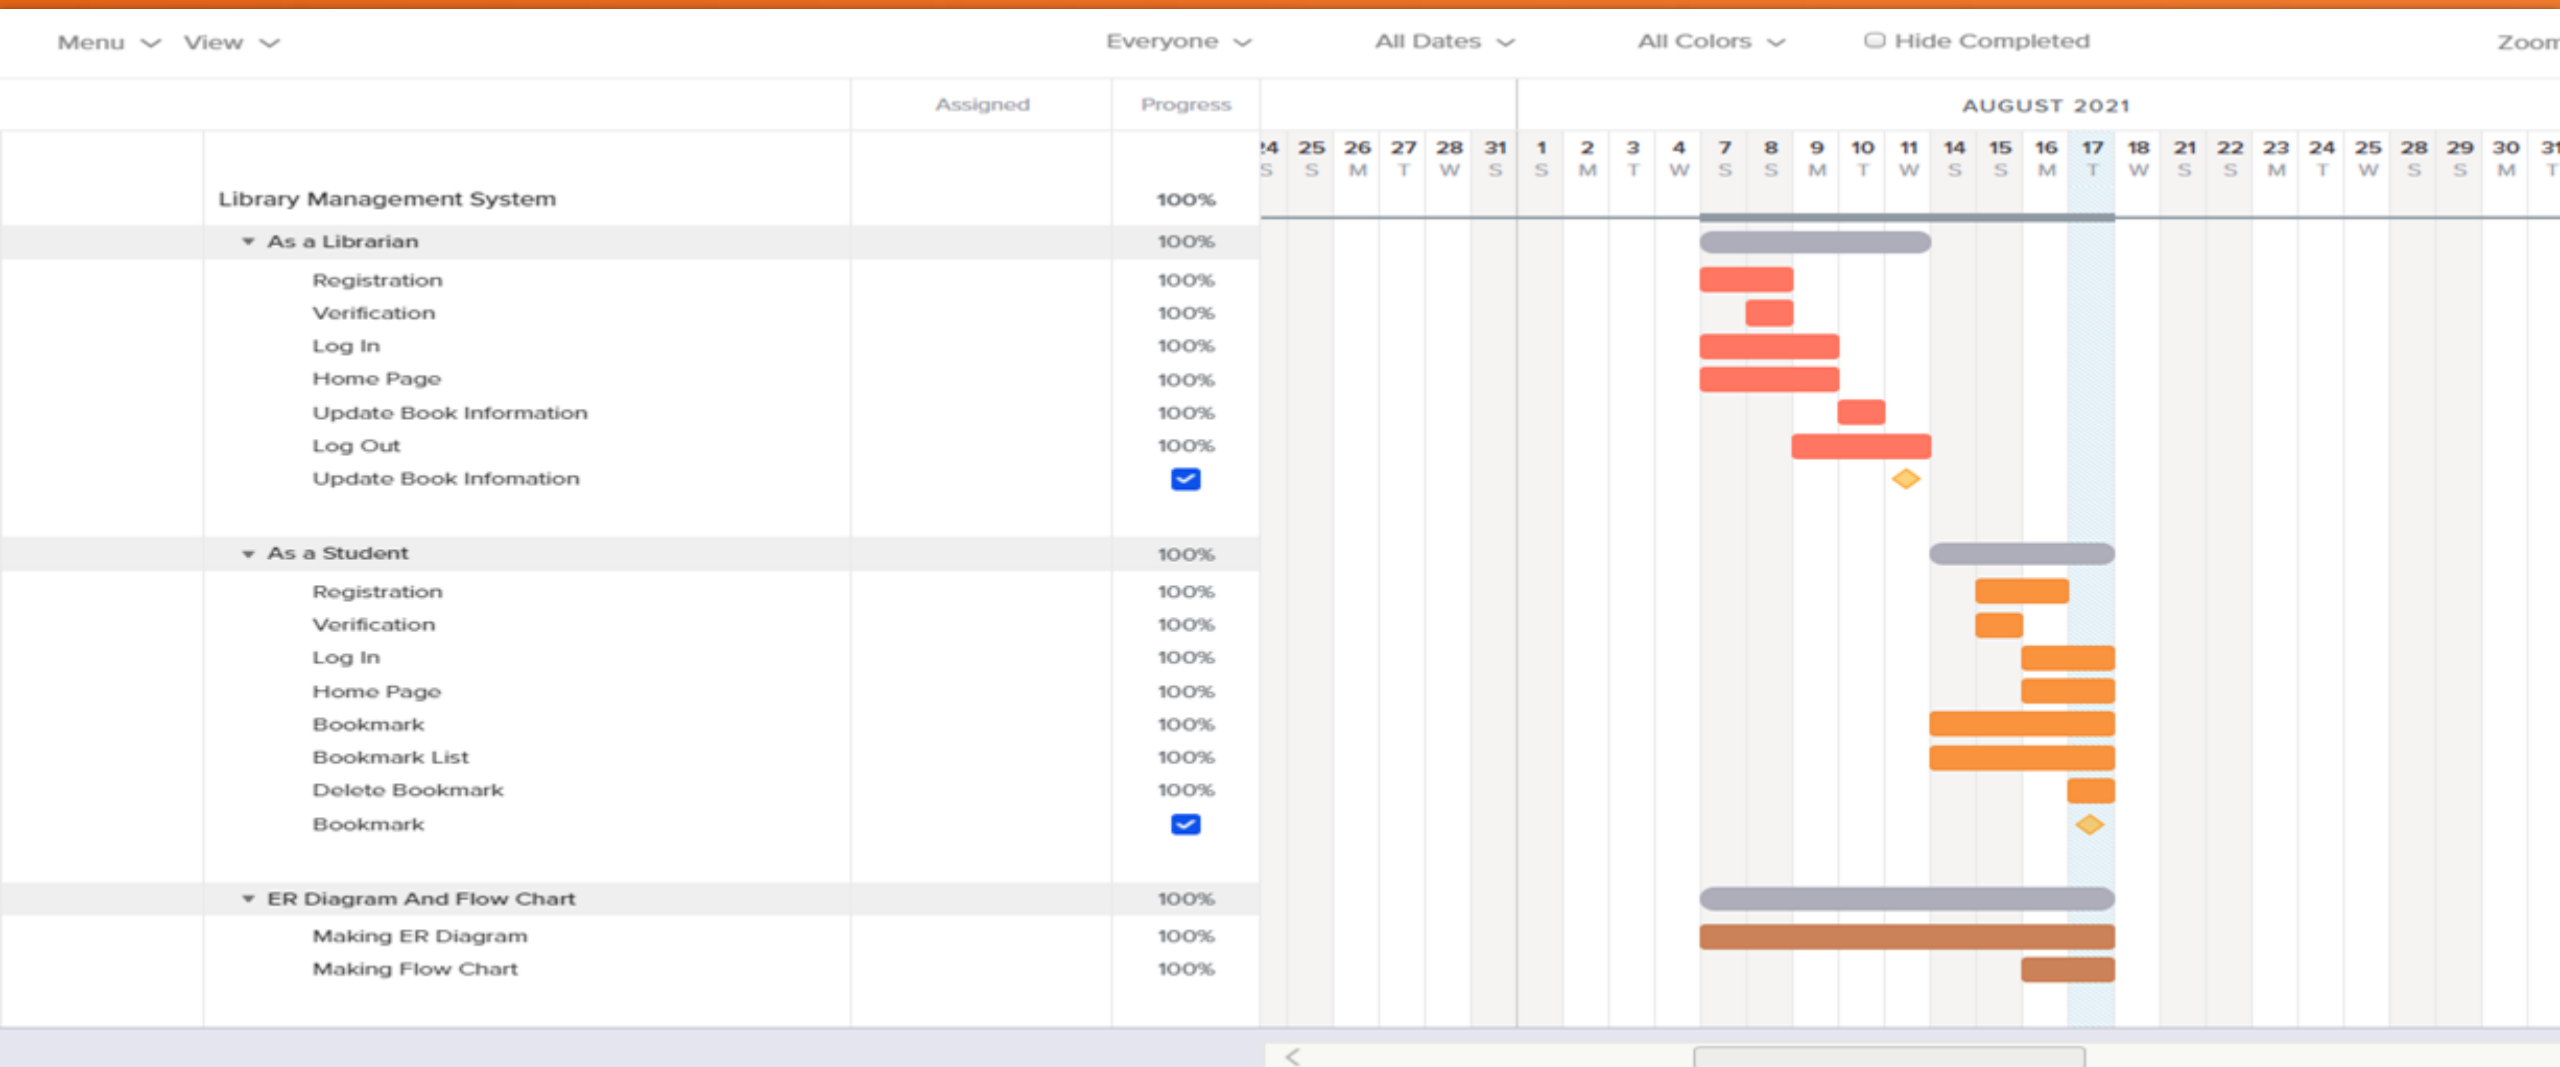 Menu View Everyone All Dates All Colors Hide Completed Zoom
Assigned Progress AUGUST 2021
24 25 26 27 28 31 1 2 3 4 7 8 9 10 11 14 15 16 17 18 21 22 23 24 25 28 29 30 31
S S M T W S S M T W S S M T W S S M T W S S M T W S S M T
Library Management System 100%
As a Librarian 100%
Registration 100%
Verification 100%
Log In 100%
Home Page 100%
Update Book Information 100%
Log Out 100%
Update Book Infomation
As a Student 100%
Registration 100%
Verification 100%
Log In 100%
Home Page 100%
Bookmark 100%
Bookmark List 100%
Delete Bookmark 100%
Bookmark
ER Diagram And Flow Chart 100%
Making ER Diagram 100%
Making Flow Chart 100%